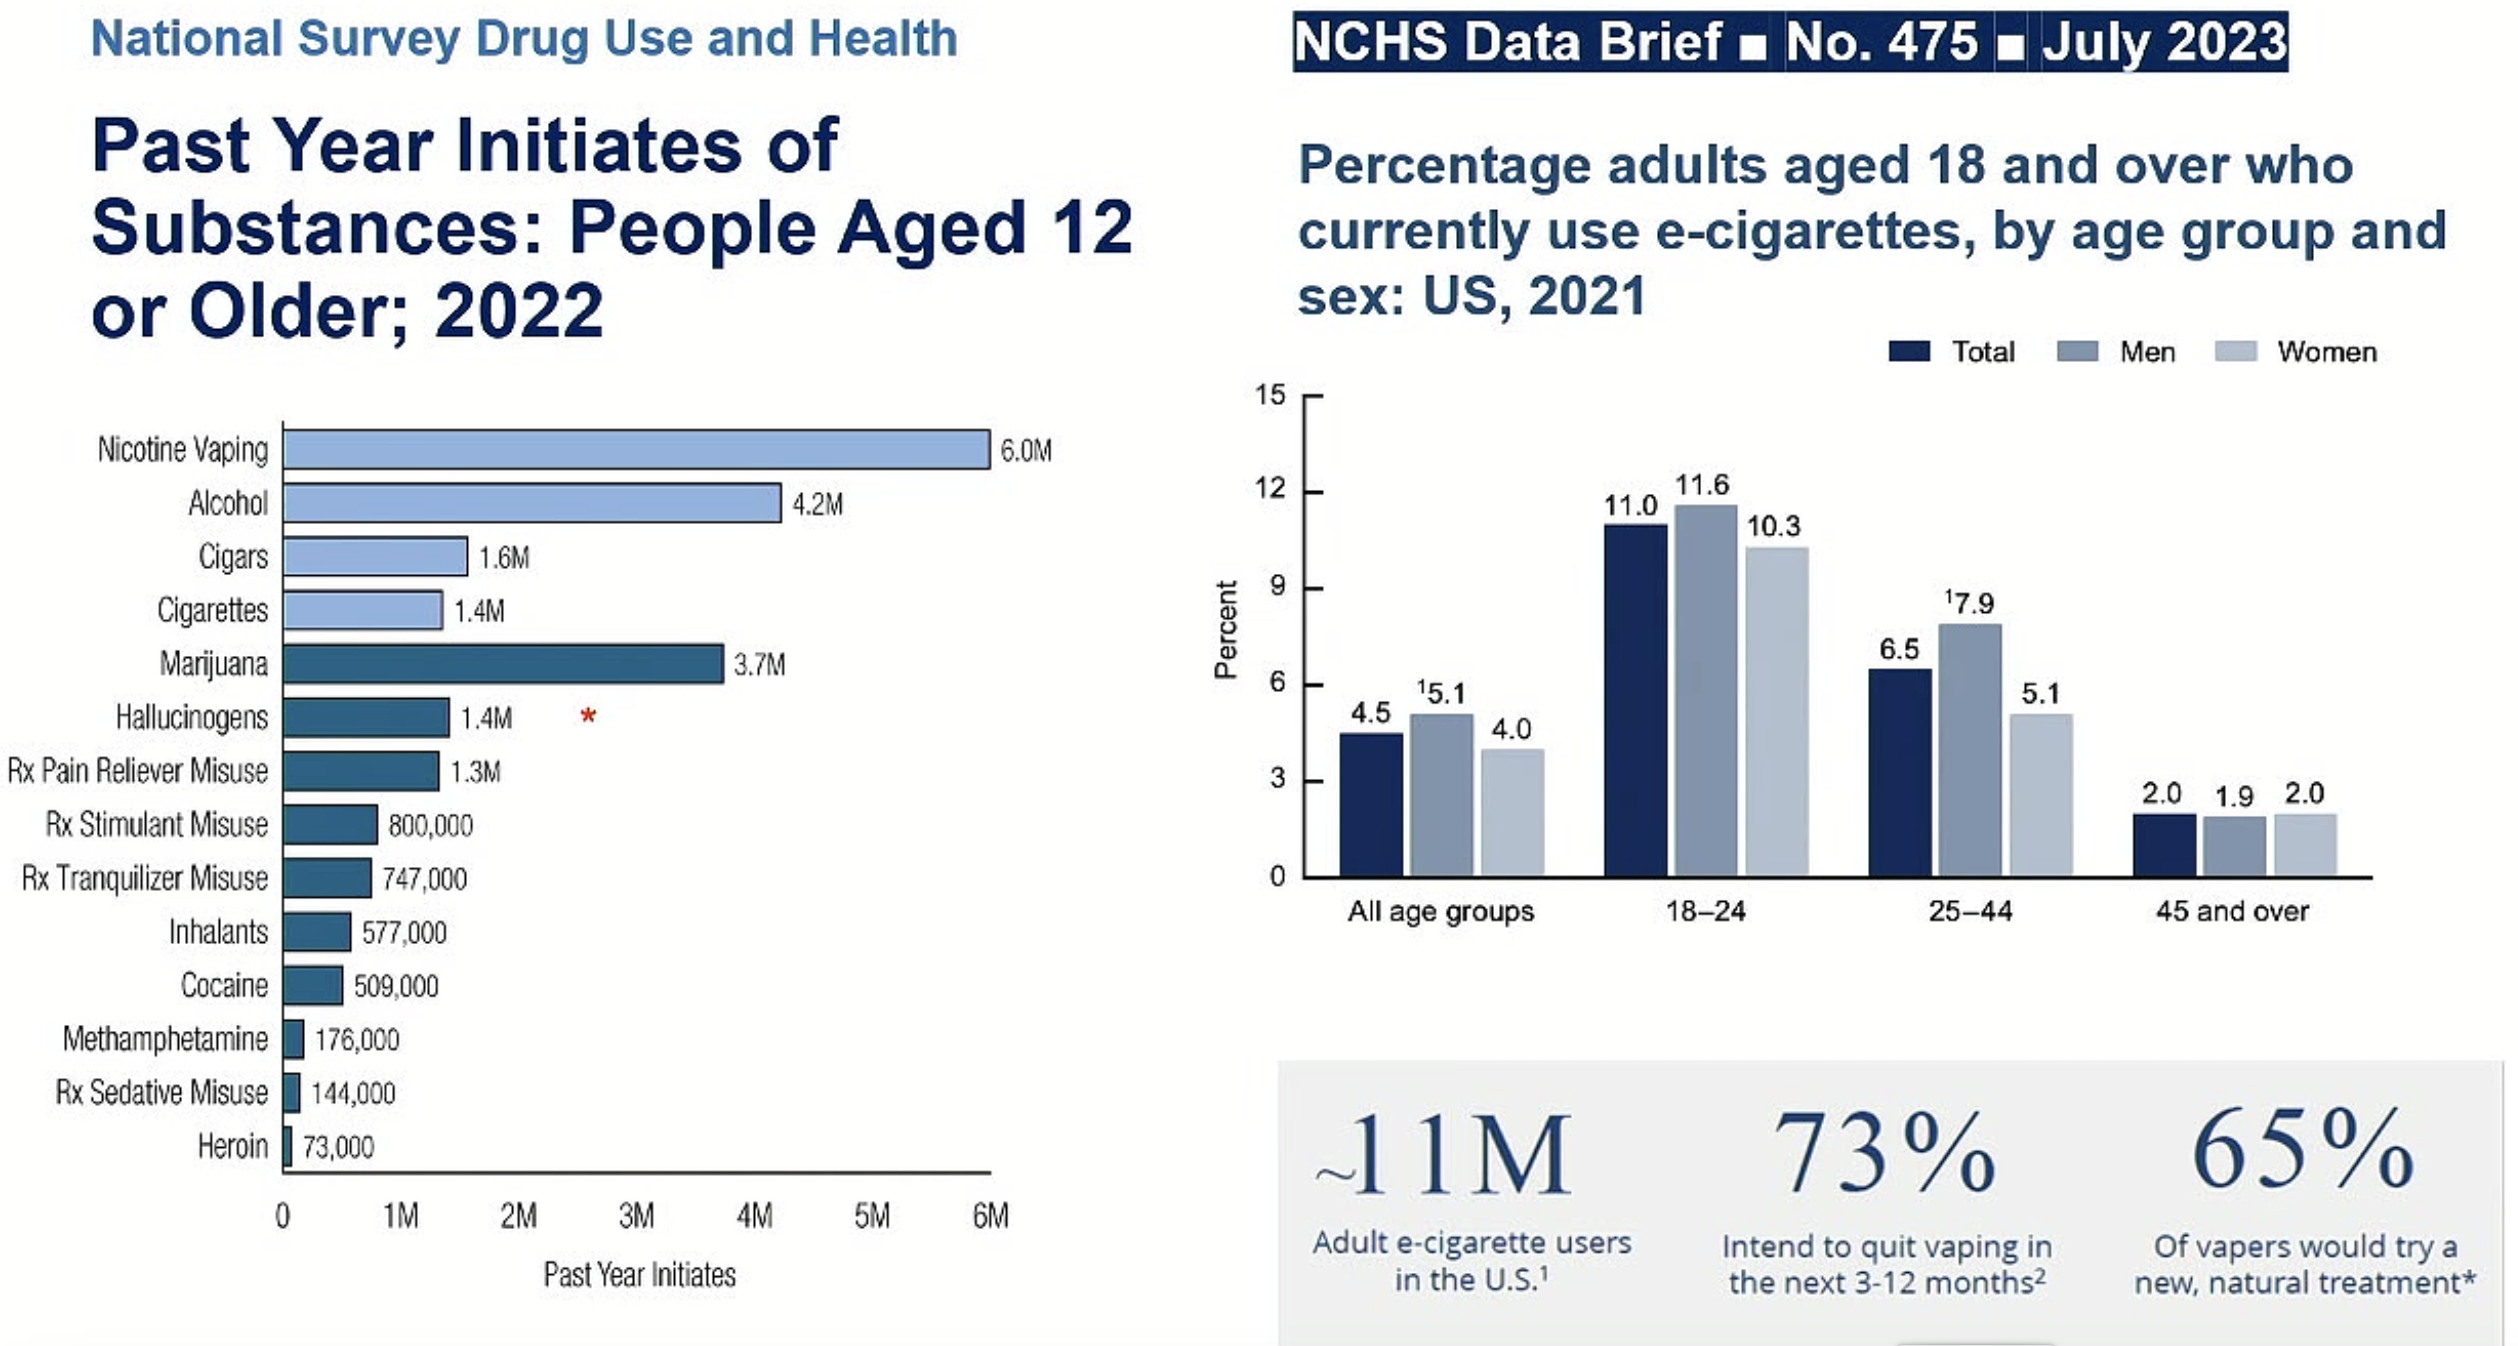 National Survey Drug Use and Health
Past Year Initiates of
Substances: People Aged 12
or Older; 2022
Nicotine Vaping 6.0M
Alcohol 4.2M
Cigars 1.6M
Cigarettes 1.4M
Marijuana 3.7M
Hallucinogens 1.4M *
Rx Pain Reliever Misuse 1.3M
Rx Stimulant Misuse 800,000
Rx Tranquilizer Misuse 747,000
Inhalants 577,000
Cocaine 509,000
Methamphetamine 176,000
Rx Sedative Misuse 144,000
Heroin 73,000
0 1M 2M 3M 4M 5M 6M
Past Year Initiates
NCHS Data Brief ■ No. 475 ■ July 2023
Percentage adults aged 18 and over who
currently use e-cigarettes, by age group and
sex: US, 2021
Total Men Women
15
12
9
6
3
0
Percent
4.5 ¹5.1 4.0
11.0 11.6 10.3
6.5 ¹7.9 5.1
2.0 1.9 2.0
All age groups 18–24 25–44 45 and over
~11M
Adult e-cigarette users
in the U.S.¹
73%
Intend to quit vaping in
the next 3-12 months²
65%
Of vapers would try a
new, natural treatment*